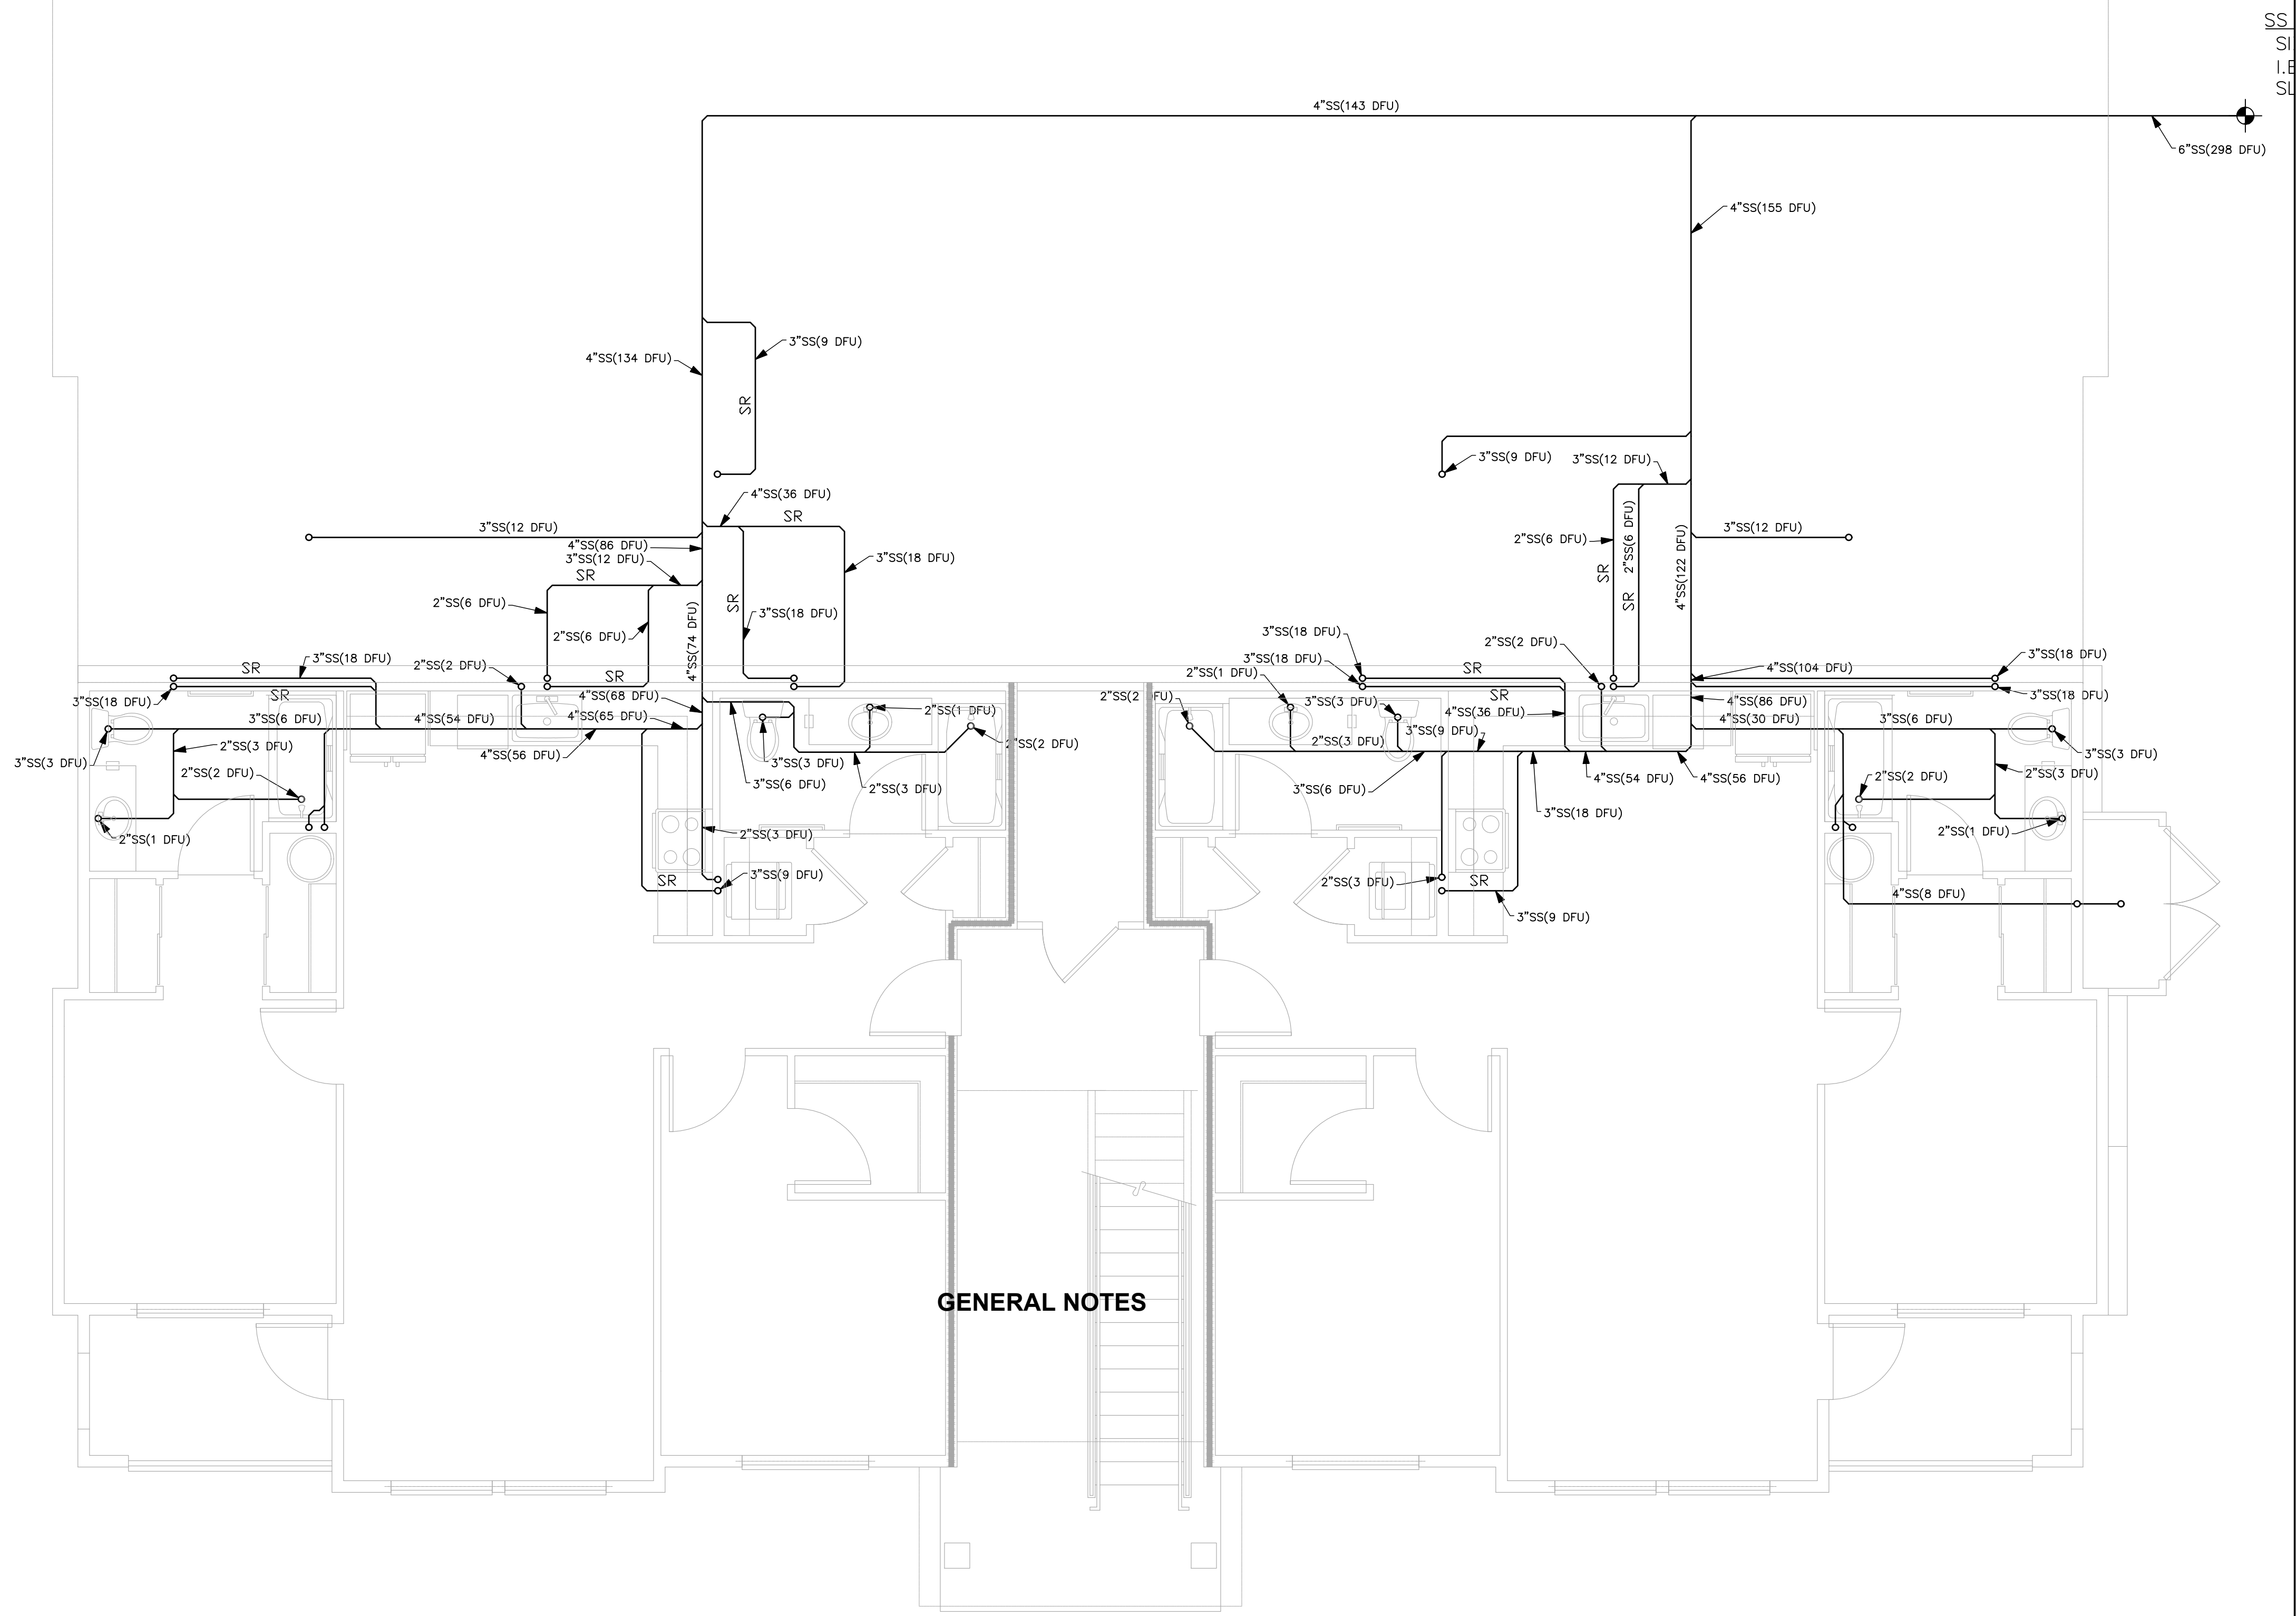 SS
SI
I.E
SL
4"SS(143 DFU)
6"SS(298 DFU)
4"SS(155 DFU)
3"SS(9 DFU)
4"SS(134 DFU)
SR
3"SS(9 DFU)
3"SS(12 DFU)
4"SS(36 DFU)
SR
3"SS(12 DFU)
3"SS(12 DFU)
4"SS(86 DFU)
3"SS(12 DFU)
SR
3"SS(18 DFU)
2"SS(6 DFU)
2"SS(6 DFU)
4"SS(122 DFU)
SR
SR
2"SS(6 DFU)
2"SS(6 DFU)
4"SS(74 DFU)
SR
3"SS(18 DFU)
3"SS(18 DFU)
2"SS(2 DFU)
SR
3"SS(18 DFU)
2"SS(2 DFU)
SR
3"SS(18 DFU)
2"SS(1 DFU)
SR
4"SS(104 DFU)
3"SS(18 DFU)
3"SS(18 DFU)
SR
4"SS(68 DFU)
2"SS(2 DFU)
3"SS(3 DFU)
SR
4"SS(86 DFU)
3"SS(18 DFU)
3"SS(6 DFU)
4"SS(54 DFU)
4"SS(65 DFU)
2"SS(1 DFU)
4"SS(36 DFU)
4"SS(30 DFU)
3"SS(6 DFU)
3"SS(9 DFU)
2"SS(3 DFU)
4"SS(56 DFU)
2"SS(2 DFU)
2"SS(3 DFU)
3"SS(3 DFU)
3"SS(3 DFU)
2"SS(2 DFU)
3"SS(3 DFU)
3"SS(6 DFU)
2"SS(3 DFU)
3"SS(6 DFU)
4"SS(54 DFU)
4"SS(56 DFU)
2"SS(2 DFU)
2"SS(3 DFU)
3"SS(18 DFU)
2"SS(1 DFU)
2"SS(3 DFU)
2"SS(1 DFU)
SR
3"SS(9 DFU)
2"SS(3 DFU)
SR
4"SS(8 DFU)
3"SS(9 DFU)
GENERAL NOTES